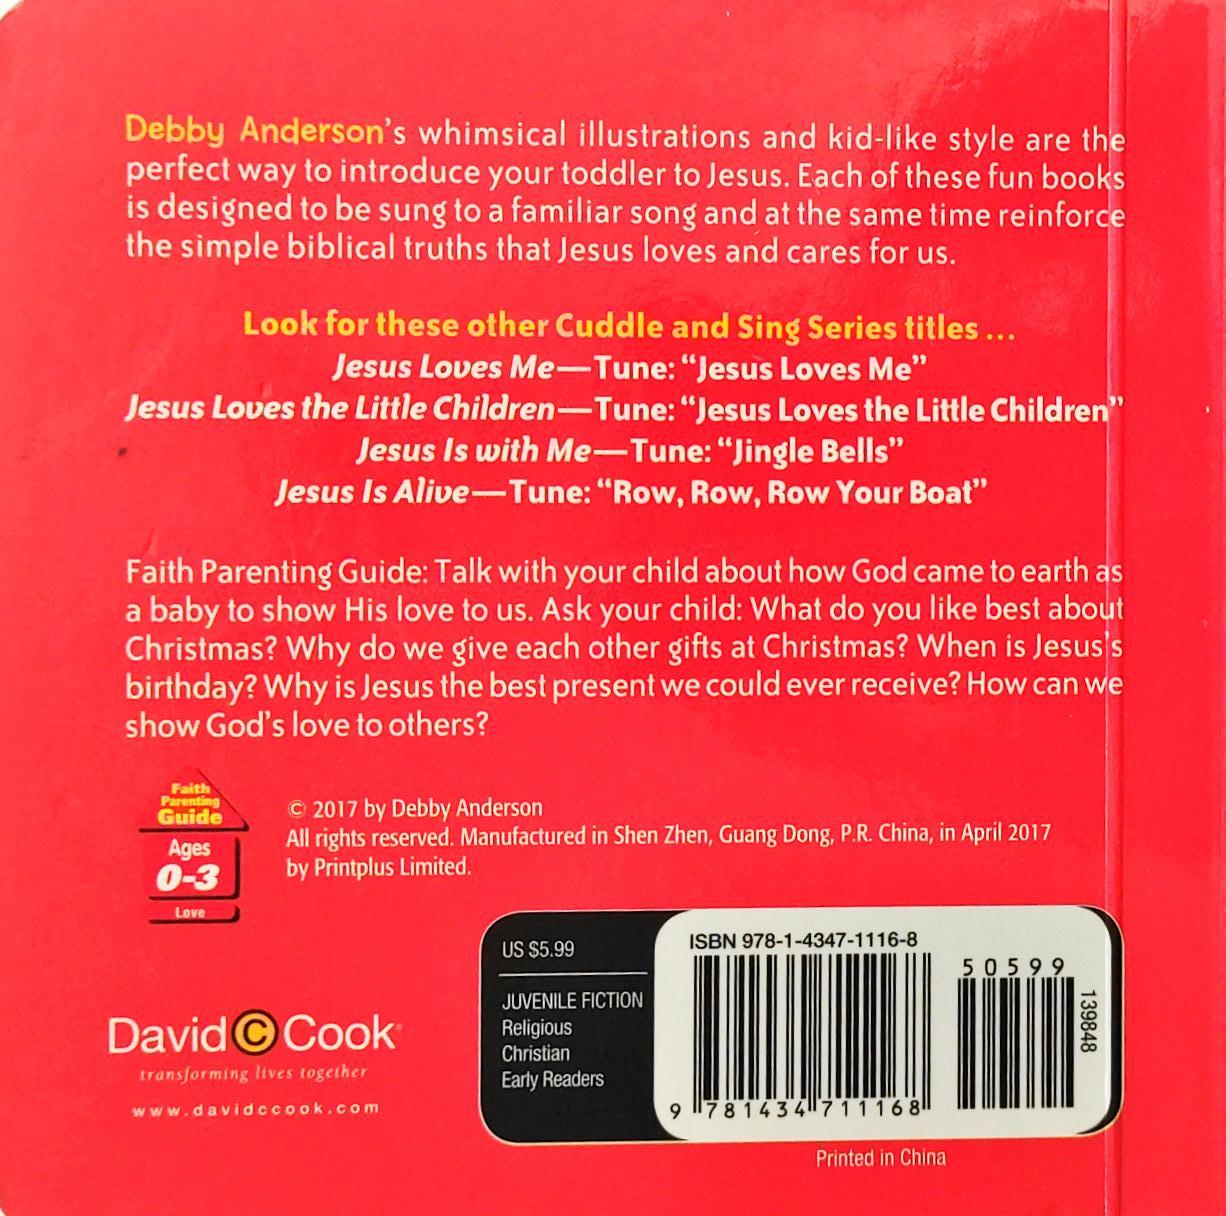 Debby Anderson's whimsical illustrations and kid-like style are the
perfect way to introduce your toddler to Jesus. Each of these fun books
is designed to be sung to a familiar song and at the same time reinforce
the simple biblical truths that Jesus loves and cares for us.
Look for these other Cuddle and Sing Series titles ...
Jesus Loves Me—Tune: “Jesus Loves Me”
Jesus Loves the Little Children—Tune: “Jesus Loves the Little Children”
Jesus Is with Me—Tune: “Jingle Bells”
Jesus Is Alive—Tune: “Row, Row, Row Your Boat”
Faith Parenting Guide: Talk with your child about how God came to earth as
a baby to show His love to us. Ask your child: What do you like best about
Christmas? Why do we give each other gifts at Christmas? When is Jesus's
birthday? Why is Jesus the best present we could ever receive? How can we
show God's love to others?
Faith
Parenting
Guide
Ages
0-3
Love
© 2017 by Debby Anderson
All rights reserved. Manufactured in Shen Zhen, Guang Dong, P.R. China, in April 2017
by Printplus Limited.
David C Cook
transforming lives together
www.davidccook.com
US $5.99
JUVENILE FICTION
Religious
Christian
Early Readers
ISBN 978-1-4347-1116-8
50599
139848
9 781434 711168
Printed in China